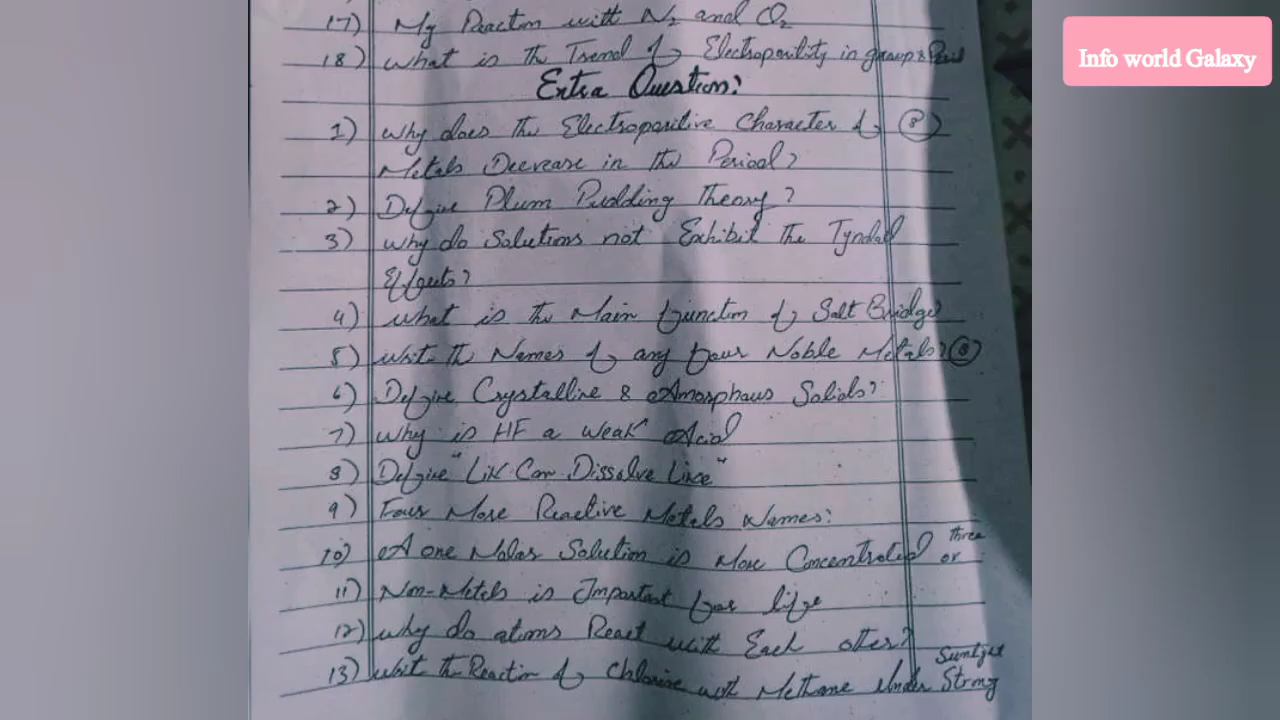 17) Mg Reaction with N₂ and O₂
18) what is the Trend of Electropositivity in group & Period
Info world Galaxy
Extra Question:
1) Why does the Electropositive Character of
Metals Decrease in the Period?
2) Define Plum Pudding Theory?
3) Why do Solutions not Exhibit the Tyndall
Effects?
4) what is the Main function of Salt Bridge?
5) write the Names of any four Noble Metals?
6) Define Crystalline & Amorphous Solids?
7) Why is HF a weak Acid
8) Define "Like Can Dissolve Like"
9) Four More Reactive Metals Names:
10) A one Molar Solution is More Concentrated or three
11) Non-Metals is Important for life
12) Why do atoms React with Each other?
13) Write the Reaction of Chlorine with Methane Under Strong Sunlight